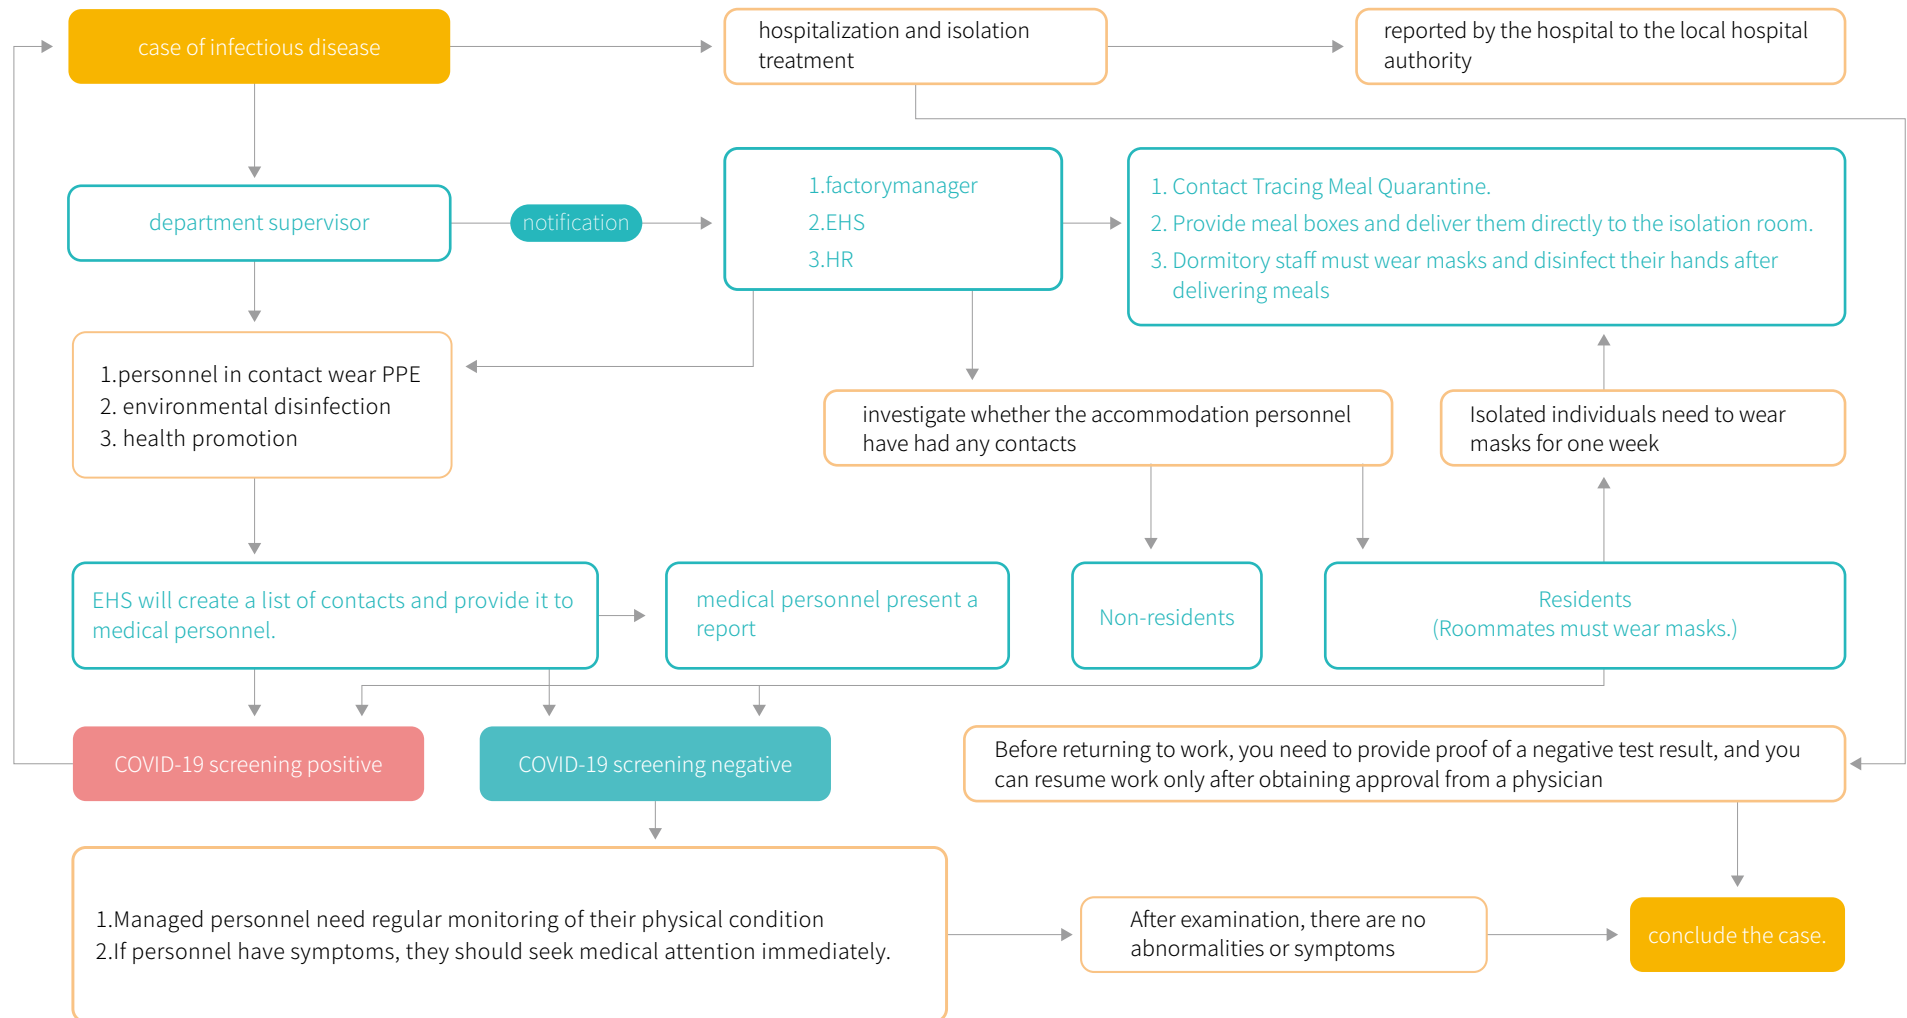 case of infectious disease
hospitalization and isolation
treatment
reported by the hospital to the local hospital
authority
department supervisor
notification
1.factorymanager
2.EHS
3.HR
1. Contact Tracing Meal Quarantine.
2. Provide meal boxes and deliver them directly to the isolation room.
3. Dormitory staff must wear masks and disinfect their hands after
delivering meals
1.personnel in contact wear PPE
2. environmental disinfection
3. health promotion
investigate whether the accommodation personnel
have had any contacts
Isolated individuals need to wear
masks for one week
EHS will create a list of contacts and provide it to
medical personnel.
medical personnel present a
report
Non-residents
Residents
(Roommates must wear masks.)
COVID-19 screening positive
COVID-19 screening negative
Before returning to work, you need to provide proof of a negative test result, and you
can resume work only after obtaining approval from a physician
1.Managed personnel need regular monitoring of their physical condition
2.If personnel have symptoms, they should seek medical attention immediately.
After examination, there are no
abnormalities or symptoms
conclude the case.